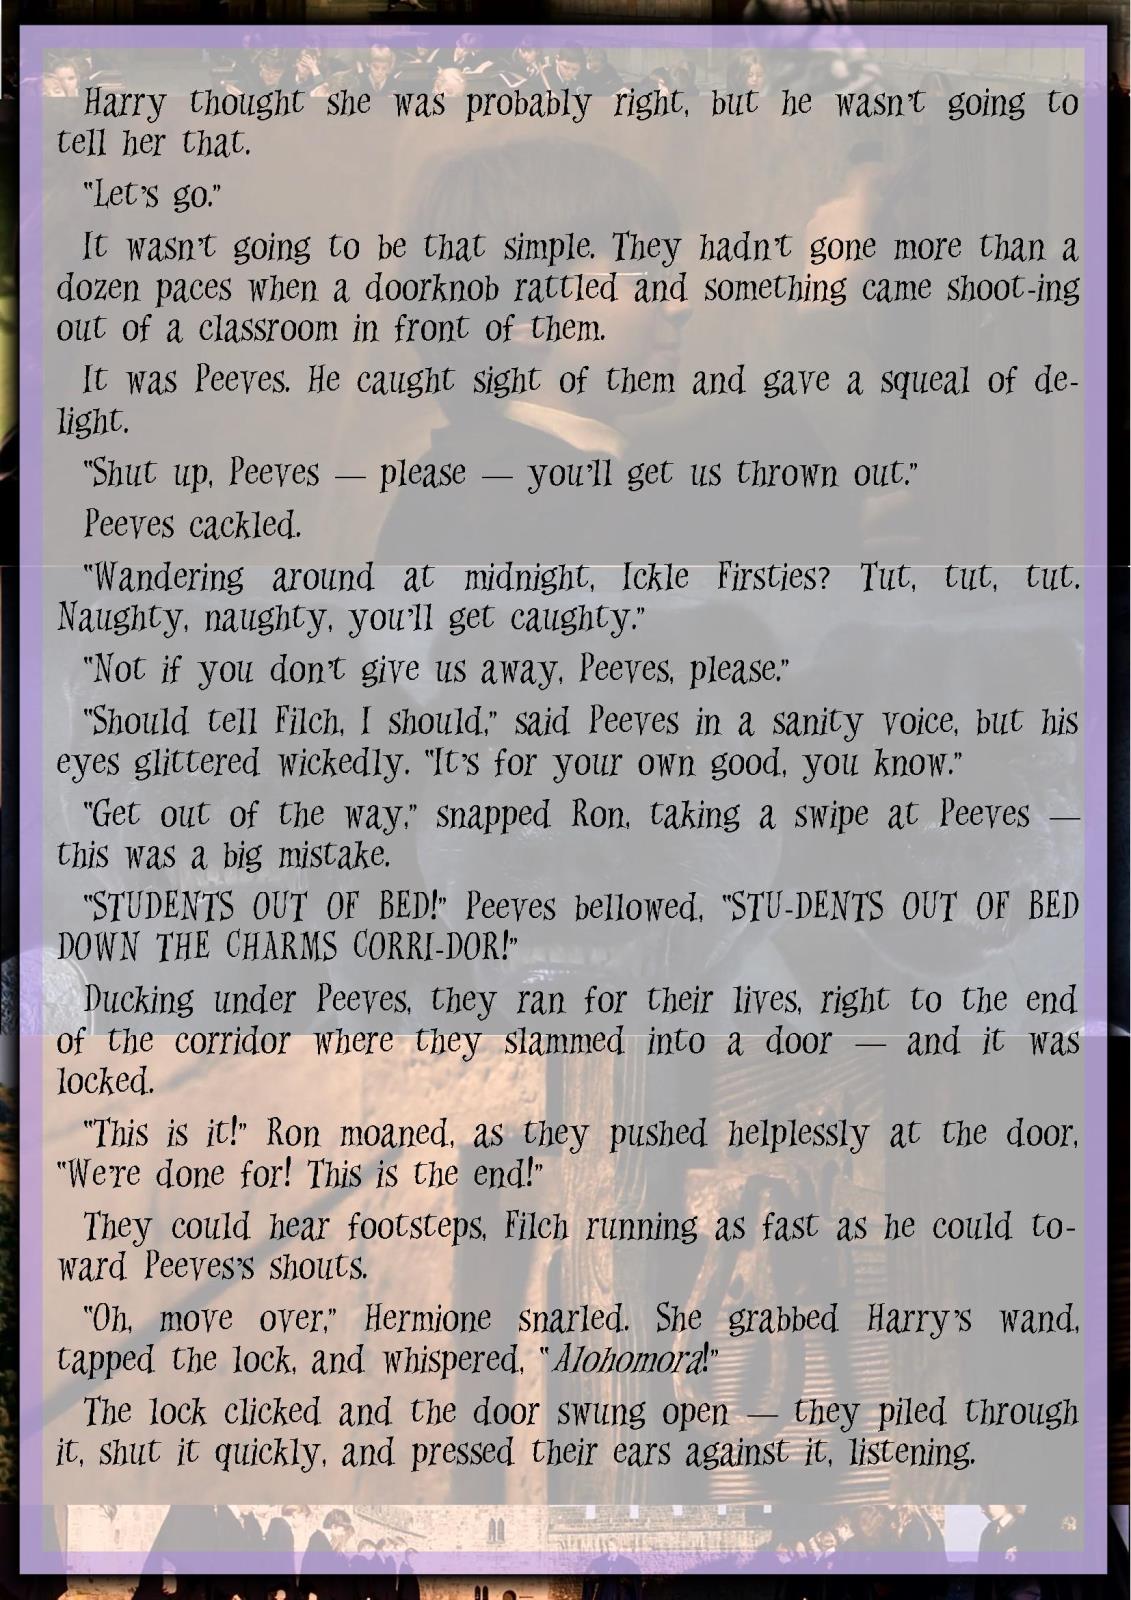 Harry thought she was probably right, but he wasn't going to
tell her that.
"Let's go."
It wasn't going to be that simple. They hadn't gone more than a
dozen paces when a doorknob rattled and something came shoot-ing
out of a classroom in front of them.
It was Peeves. He caught sight of them and gave a squeal of de-
light.
"Shut up, Peeves — please — you'll get us thrown out."
Peeves cackled.
"Wandering around at midnight, Ickle Firsties? Tut, tut, tut.
Naughty, naughty, you'll get caughty."
"Not if you don't give us away, Peeves, please."
"Should tell Filch, I should," said Peeves in a sanity voice, but his
eyes glittered wickedly. "It's for your own good, you know."
"Get out of the way," snapped Ron, taking a swipe at Peeves —
this was a big mistake.
"STUDENTS OUT OF BED!" Peeves bellowed, "STU-DENTS OUT OF BED
DOWN THE CHARMS CORRI-DOR!"
Ducking under Peeves, they ran for their lives, right to the end
of the corridor where they slammed into a door — and it was
locked.
"This is it!" Ron moaned, as they pushed helplessly at the door,
"We're done for! This is the end!"
They could hear footsteps, Filch running as fast as he could to-
ward Peeves's shouts.
"Oh, move over," Hermione snarled. She grabbed Harry's wand,
tapped the lock, and whispered, "Alohomora!"
The lock clicked and the door swung open — they piled through
it, shut it quickly, and pressed their ears against it, listening.